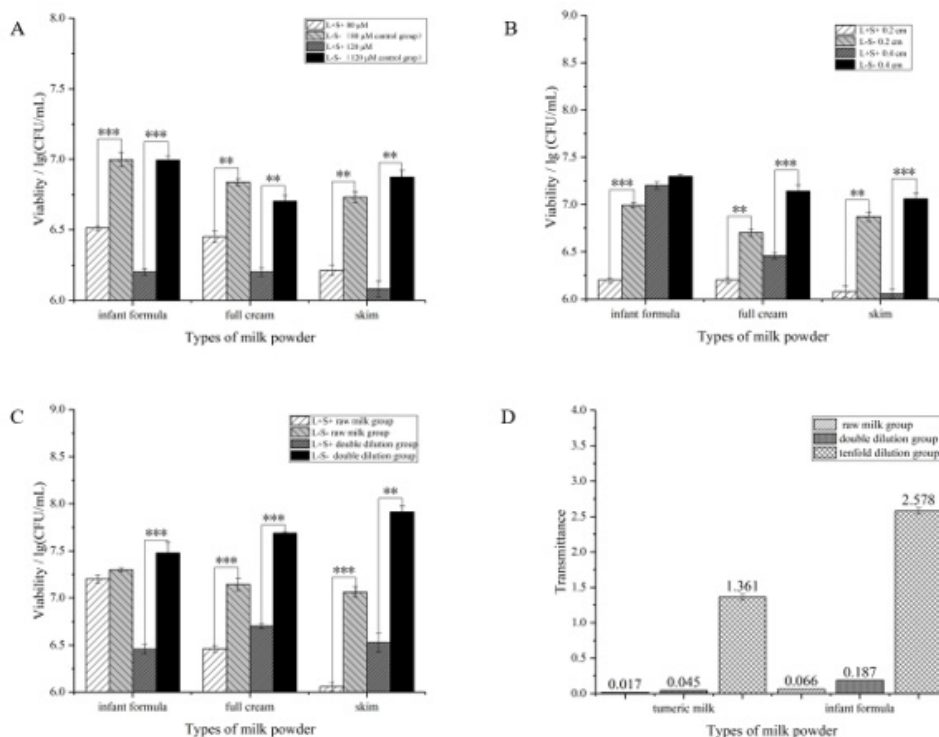 A
L+S+ 80 μM
L-S- (80 μM control group)
L+S+ 120 μM
L-S- (120 μM control group)
Viablity / lg(CFU/mL)
8.0
7.5
7.0
6.5
6.0
*** *** ** ** ** **
infant formula full cream skim
Types of milk powder
B
L+S+ 0.2 cm
L-S- 0.2 cm
L+S+ 0.4 cm
L-S- 0.4 cm
Viability / lg (CFU/mL)
9.0
8.5
8.0
7.5
7.0
6.5
6.0
*** ** *** ** ***
infant formula full cream skim
Types of milk powder
C
L+S+ raw milk group
L-S- raw milk group
L+S+ double dilution group
L-S- double dilution group
Viability / lg(CFU/mL)
9.0
8.5
8.0
7.5
7.0
6.5
6.0
*** *** *** *** **
infant formula full cream skim
Types of milk powder
D
raw milk group
double dilution group
tenfold dilution group
Transmittance
4.0
3.5
3.0
2.5
2.0
1.5
1.0
0.5
0.0
0.017 0.045 1.361 0.066 0.187 2.578
tumeric milk infant formula
Types of milk powder